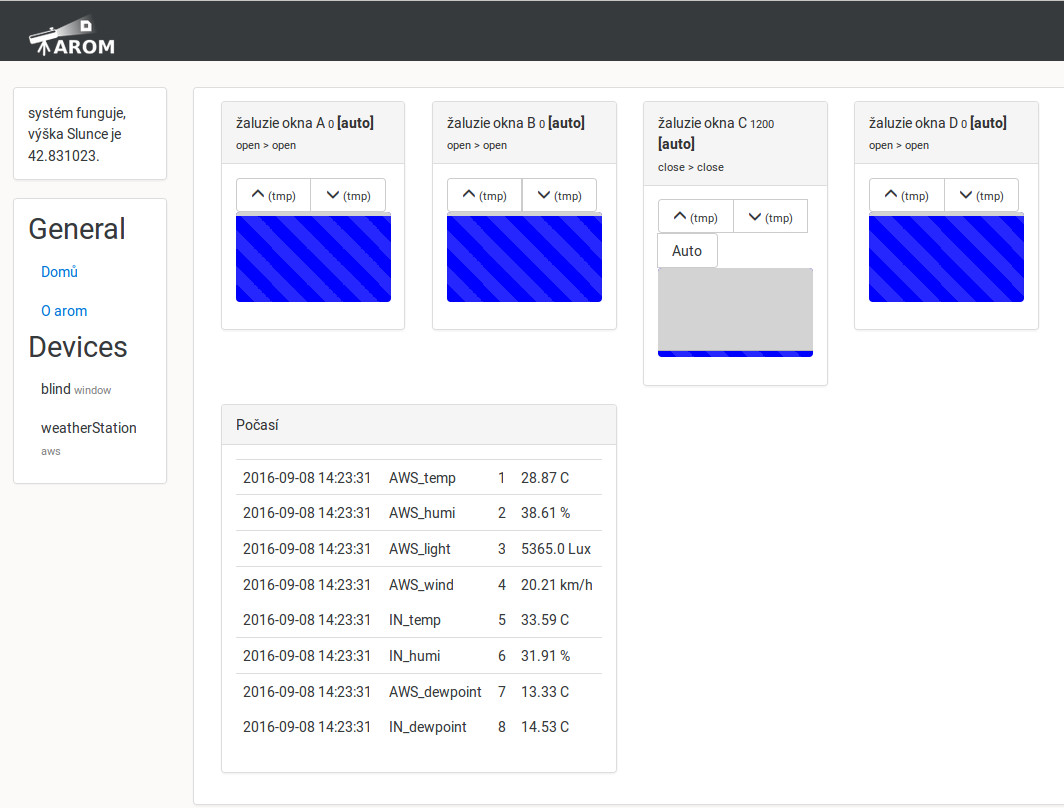 AROM
systém funguje,
výška Slunce je
42.831023.
General
Domů
O arom
Devices
blind window
weatherStation
aws
žaluzie okna A 0 [auto]
open > open
(tmp) (tmp)
žaluzie okna B 0 [auto]
open > open
(tmp) (tmp)
žaluzie okna C 1200
[auto]
close > close
(tmp) (tmp)
Auto
žaluzie okna D 0 [auto]
open > open
(tmp) (tmp)
Počasí
2016-09-08 14:23:31 AWS_temp 1 28.87 C
2016-09-08 14:23:31 AWS_humi 2 38.61 %
2016-09-08 14:23:31 AWS_light 3 5365.0 Lux
2016-09-08 14:23:31 AWS_wind 4 20.21 km/h
2016-09-08 14:23:31 IN_temp 5 33.59 C
2016-09-08 14:23:31 IN_humi 6 31.91 %
2016-09-08 14:23:31 AWS_dewpoint 7 13.33 C
2016-09-08 14:23:31 IN_dewpoint 8 14.53 C